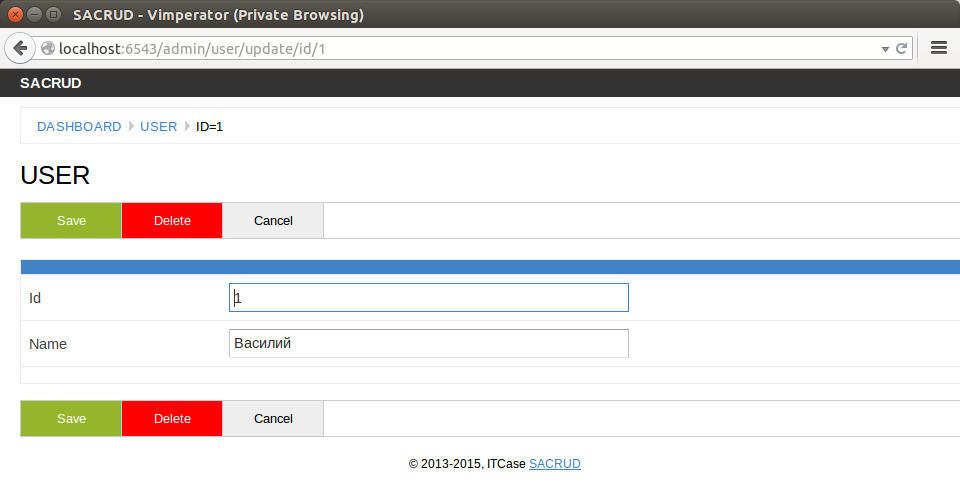 SACRUD - Vimperator (Private Browsing)
localhost:6543/admin/user/update/id/1
SACRUD
DASHBOARD USER ID=1
USER
Save Delete Cancel
Id 1
Name Василий
Save Delete Cancel
© 2013-2015, ITCase SACRUD